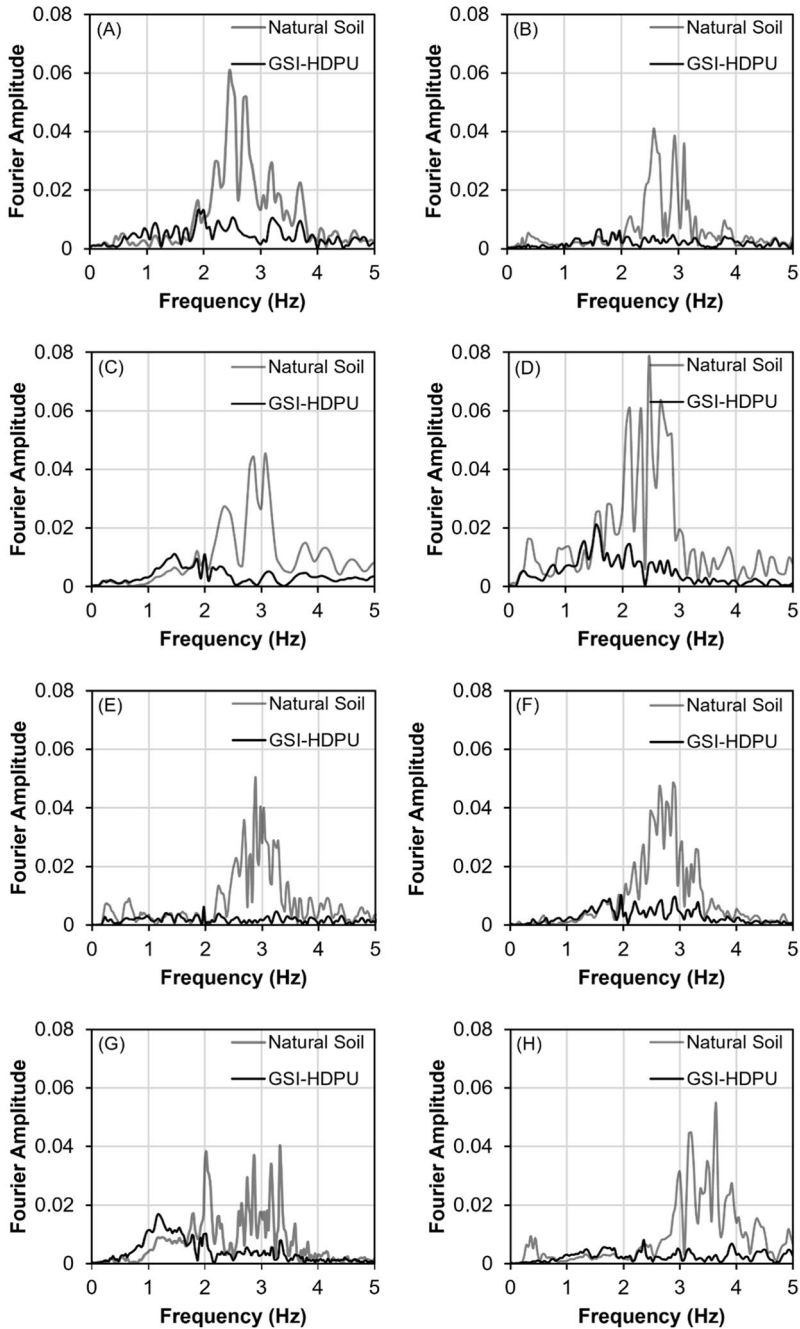 (A)
Natural Soil
GSI-HDPU
Fourier Amplitude
0.08
0.06
0.04
0.02
0
0 1 2 3 4 5
Frequency (Hz)
(B)
Natural Soil
GSI-HDPU
Fourier Amplitude
0.08
0.06
0.04
0.02
0
0 1 2 3 4 5
Frequency (Hz)
(C)
Natural Soil
GSI-HDPU
Fourier Amplitude
0.08
0.06
0.04
0.02
0
0 1 2 3 4 5
Frequency (Hz)
(D)
Natural Soil
GSI-HDPU
Fourier Amplitude
0.08
0.06
0.04
0.02
0
0 1 2 3 4 5
Frequency (Hz)
(E)
Natural Soil
GSI-HDPU
Fourier Amplitude
0.08
0.06
0.04
0.02
0
0 1 2 3 4 5
Frequency (Hz)
(F)
Natural Soil
GSI-HDPU
Fourier Amplitude
0.08
0.06
0.04
0.02
0
0 1 2 3 4 5
Frequency (Hz)
(G)
Natural Soil
GSI-HDPU
Fourier Amplitude
0.08
0.06
0.04
0.02
0
0 1 2 3 4 5
Frequency (Hz)
(H)
Natural Soil
GSI-HDPU
Fourier Amplitude
0.08
0.06
0.04
0.02
0
0 1 2 3 4 5
Frequency (Hz)